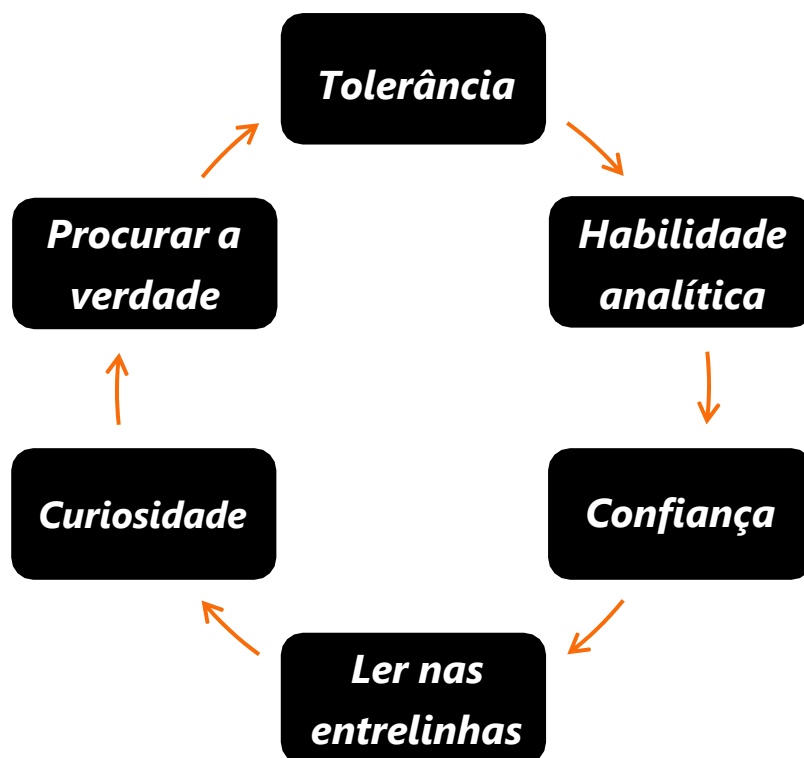 Tolerância
Habilidade
analítica
Confiança
Ler nas
entrelinhas
Curiosidade
Procurar a
verdade